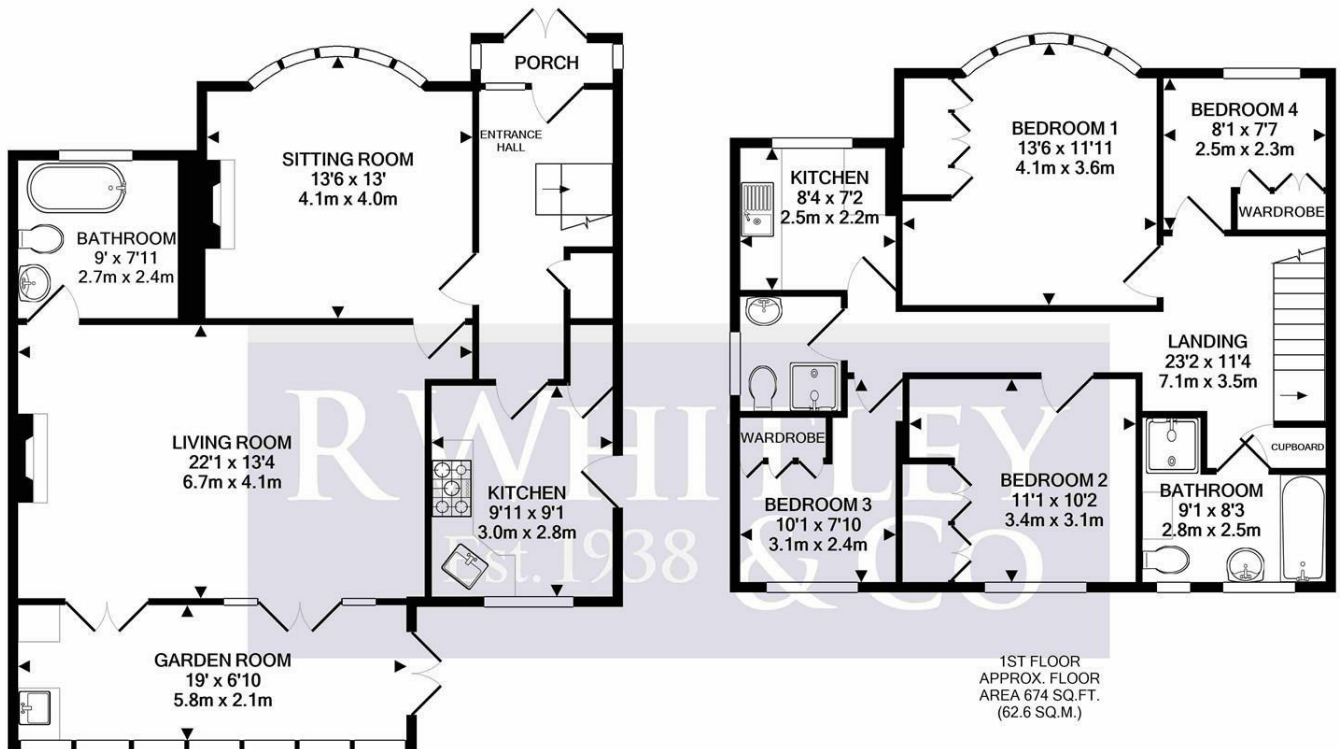 PORCH
ENTRANCE
HALL
SITTING ROOM
13'6 x 13'
4.1m x 4.0m
BATHROOM
9' x 7'11
2.7m x 2.4m
LIVING ROOM
22'1 x 13'4
6.7m x 4.1m
KITCHEN
9'11 x 9'1
3.0m x 2.8m
GARDEN ROOM
19' x 6'10
5.8m x 2.1m
BEDROOM 1
13'6 x 11'11
4.1m x 3.6m
BEDROOM 4
8'1 x 7'7
2.5m x 2.3m
WARDROBE
KITCHEN
8'4 x 7'2
2.5m x 2.2m
LANDING
23'2 x 11'4
7.1m x 3.5m
CUPBOARD
WARDROBE
BEDROOM 3
10'1 x 7'10
3.1m x 2.4m
BEDROOM 2
11'1 x 10'2
3.4m x 3.1m
BATHROOM
9'1 x 8'3
2.8m x 2.5m
1ST FLOOR
APPROX. FLOOR
AREA 674 SQ.FT.
(62.6 SQ.M.)
R WHITLEY
Est. 1938 & CO